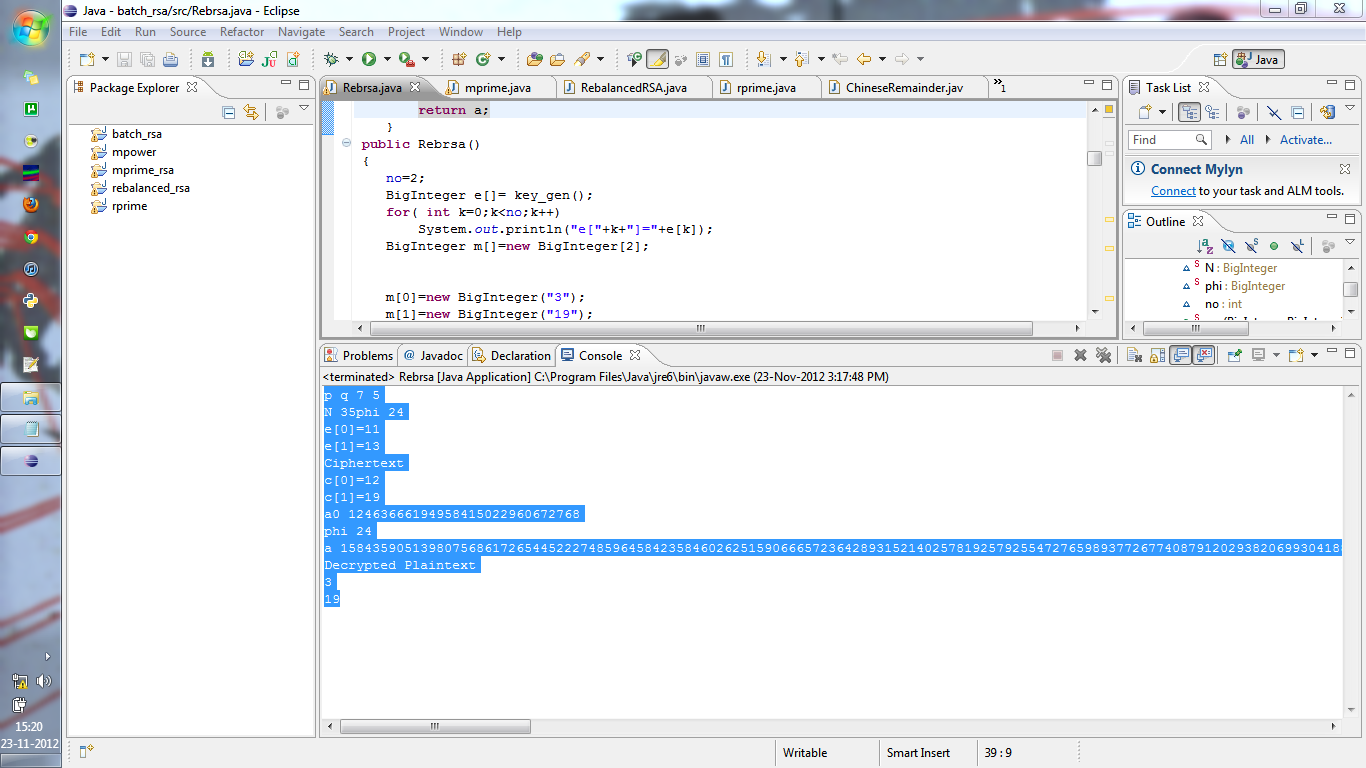 Java - batch_rsa/src/Rebrsa.java - Eclipse
File Edit Run Source Refactor Navigate Search Project Window Help
Java
Package Explorer
batch_rsa
mpower
mprime_rsa
rebalanced_rsa
rprime
Rebrsa.java mprime.java RebalancedRSA.java rprime.java ChineseRemainder.jav »1
return a;
}
public Rebrsa()
{
no=2;
BigInteger e[]= key_gen();
for( int k=0;k<no;k++)
System.out.println("e["+k+"]="+e[k]);
BigInteger m[]=new BigInteger[2];
m[0]=new BigInteger("3");
m[1]=new BigInteger("19");
Task List
Find All Activate...
Connect Mylyn
Connect to your task and ALM tools.
Outline
N : BigInteger
phi : BigInteger
no : int
Problems @ Javadoc Declaration Console
<terminated> Rebrsa [Java Application] C:\Program Files\Java\jre6\bin\javaw.exe (23-Nov-2012 3:17:48 PM)
p q 7 5
N 35phi 24
e[0]=11
e[1]=13
Ciphertext
c[0]=12
c[1]=19
a0 1246366619495841502296067276​8
phi 24
a
Decrypted Plaintext
3
19
Writable Smart Insert 39 : 9
15:20
23-11-2012